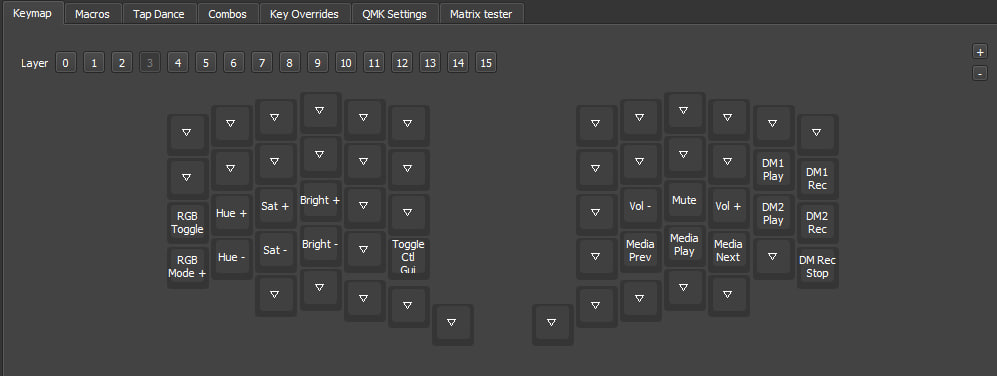 Keymap Macros Tap Dance Combos Key Overrides QMK Settings Matrix tester
Layer 0 1 2 3 4 5 6 7 8 9 10 11 12 13 14 15
+
-
DM1
Play
DM1
Rec
RGB
Toggle
Hue +
Sat +
Bright +
Vol -
Mute
Vol +
DM2
Play
DM2
Rec
RGB
Mode +
Hue -
Sat -
Bright -
Toggle
Ctl
Gui
Media
Prev
Media
Play
Media
Next
DM Rec
Stop